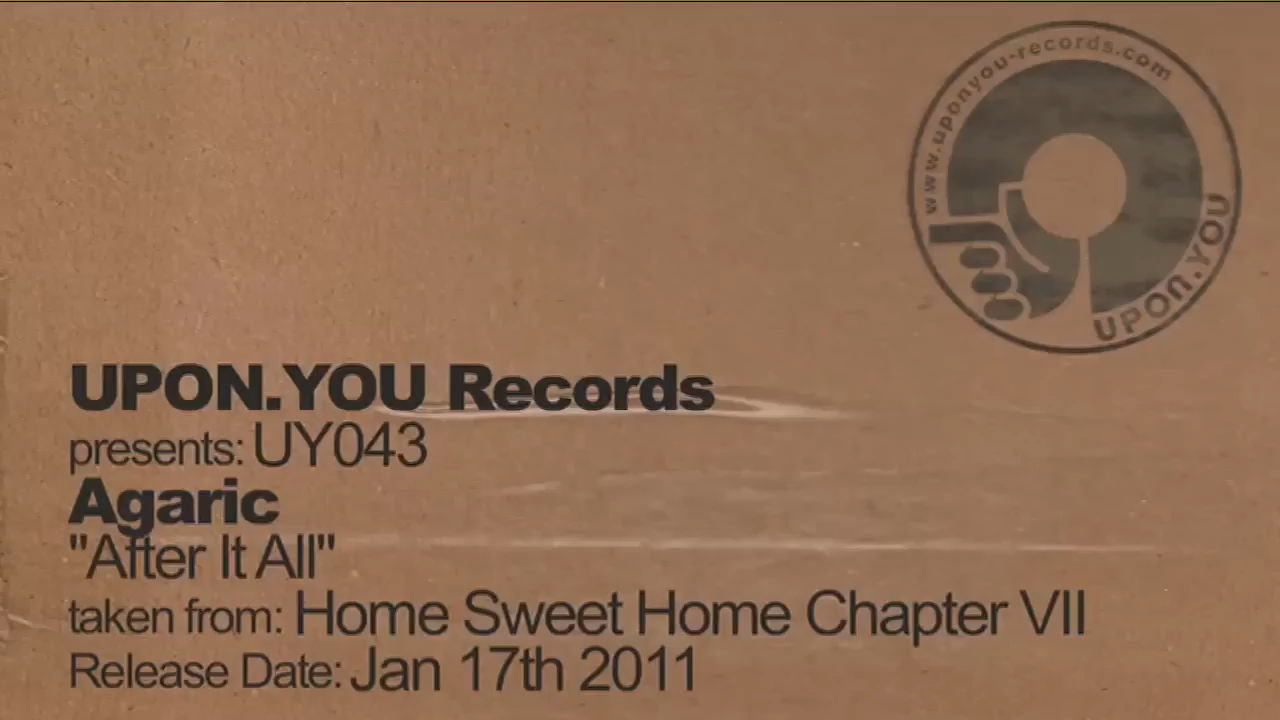 www.uponyou-records.com
UPON.YOU
UPON.YOU Records
presents: UY043
Agaric
"After It All"
taken from: Home Sweet Home Chapter VII
Release Date: Jan 17th 2011